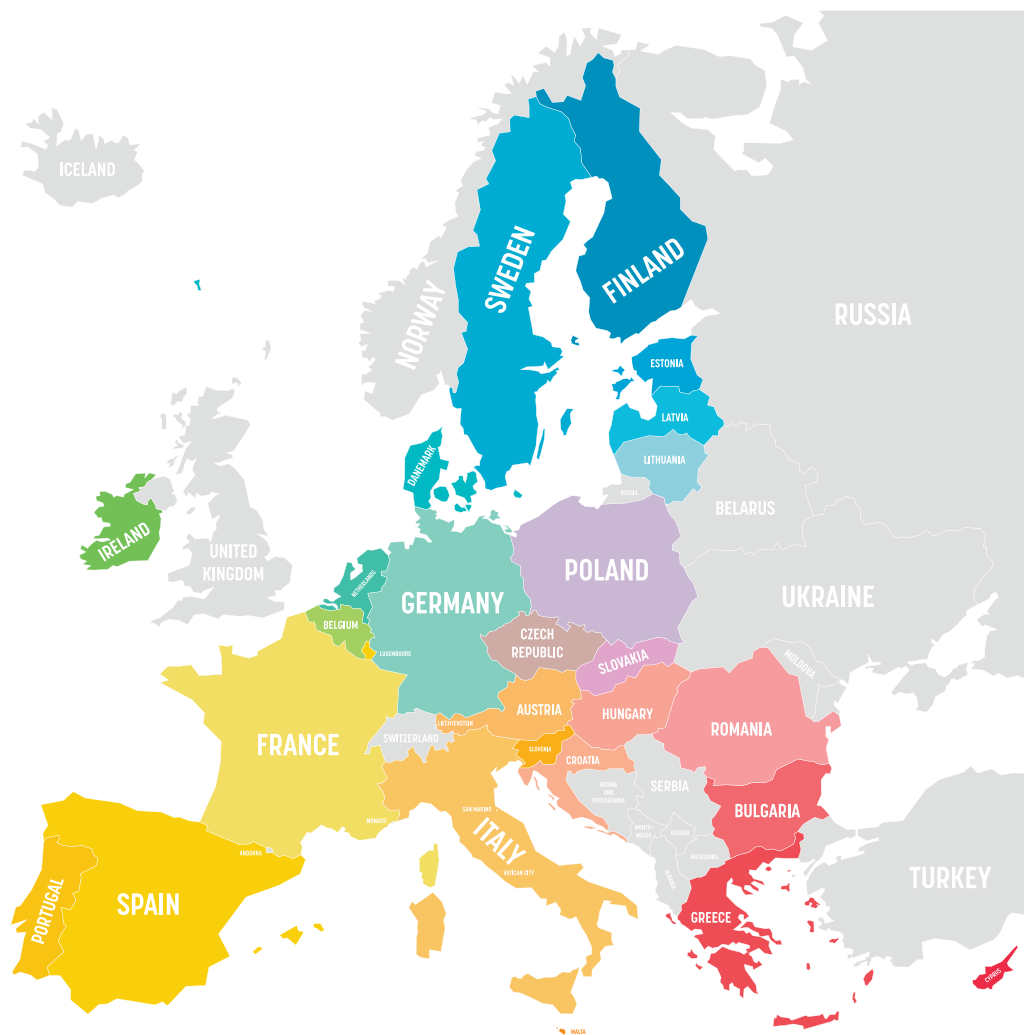 ICELAND
SWEDEN
FINLAND
NORWAY
RUSSIA
ESTONIA
LATVIA
LITHUANIA
RUSSIA
DANEMARK
BELARUS
IRELAND
UNITED
KINGDOM
NETHERLANDS
GERMANY
POLAND
UKRAINE
BELGIUM
LUXEMBOURG
CZECH
REPUBLIC
SLOVAKIA
MOLDOVA
FRANCE
SWITZERLAND
LIECHTENSTEIN
AUSTRIA
HUNGARY
ROMANIA
SLOVENIA
CROATIA
BOSNIA
AND
HERCEGOVINA
SERBIA
MONACO
SAN MARINO
ITALY
VATICAN CITY
MONTE-
KOSOVO
MACEDONIA
ALBANIA
BULGARIA
ANDORRA
PORTUGAL
SPAIN
GREECE
TURKEY
CYPRUS
MALTA